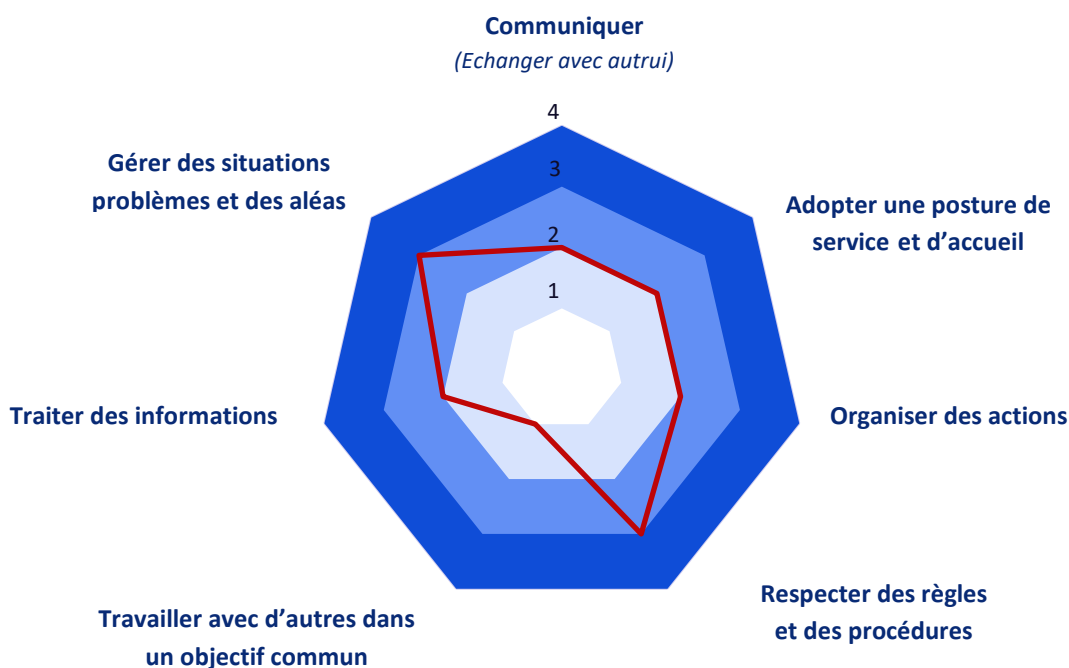 Communiquer
(Echanger avec autrui)
4
Gérer des situations
problèmes et des aléas
3
Adopter une posture de
service et d’accueil
2
1
Traiter des informations
Organiser des actions
Respecter des règles
et des procédures
Travailler avec d’autres dans
un objectif commun